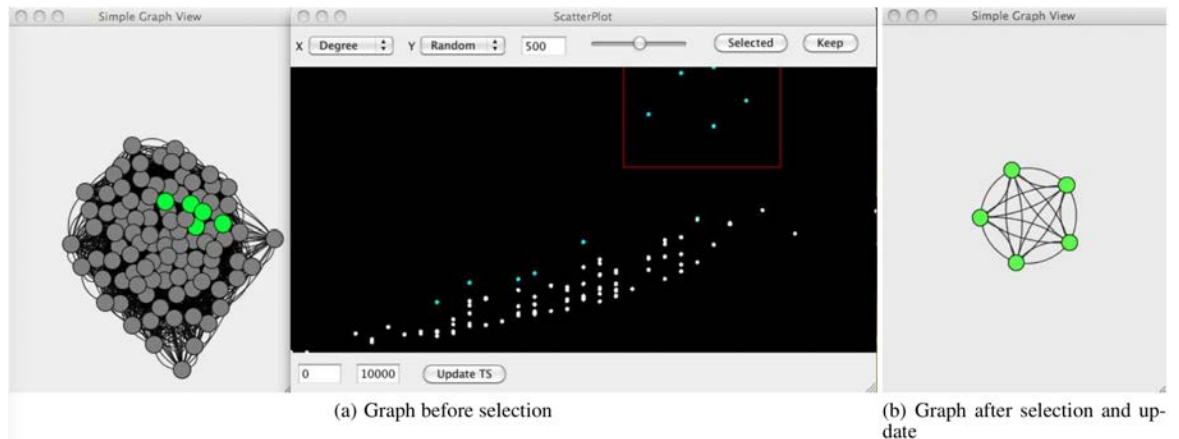 Simple Graph View
ScatterPlot
Simple Graph View
X Degree Y Random 500 Selected Keep
0 10000 Update TS
(a) Graph before selection
(b) Graph after selection and up-
date